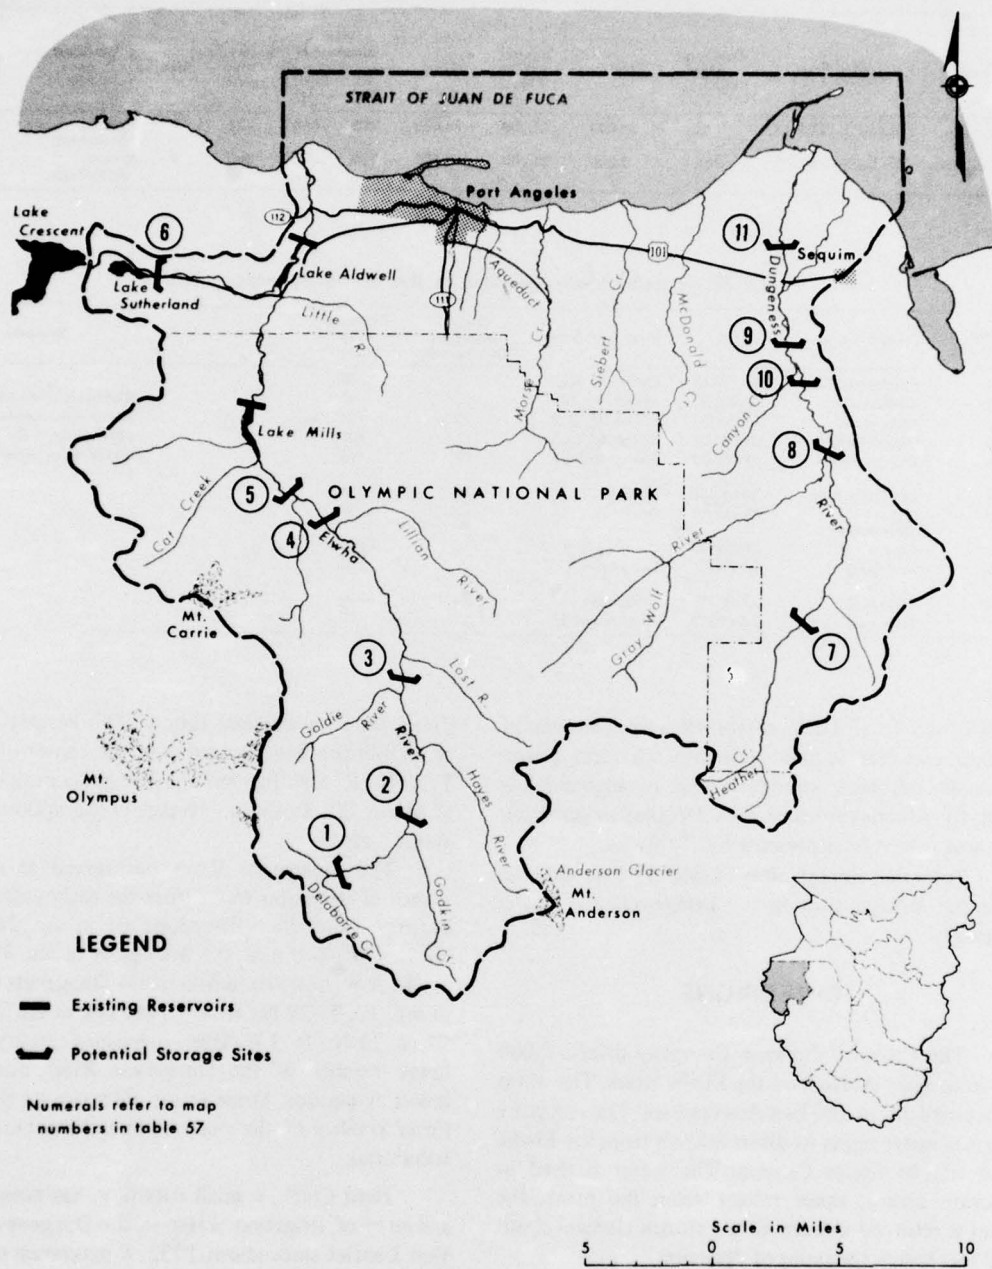 STRAIT OF JUAN DE FUCA
Port Angeles
Lake
Crescent
6
112
11
101
Sequim
Lake Aldwell
Lake
Sutherland
Aqueduct
111
Dungeness
Little
R.
Siebert
Cr.
McDonald
Cr.
Morse
Cr.
9
10
Canyon Cr.
Lake Mills
8
Cat Creek
5
OLYMPIC NATIONAL PARK
River
4
Elwha
Lillian
River
River
Gray Wolf
Mt.
Carrie
7
3
Lost R.
Goldie
River
River
Mt.
Olympus
2
Hayes
River
Heather
Cr.
1
Anderson Glacier
Mt.
Anderson
Delabarre Cr.
Godkin
Cr.
LEGEND
Existing Reservoirs
Potential Storage Sites
Numerals refer to map
numbers in table 57
Scale in Miles
5 0 5 10